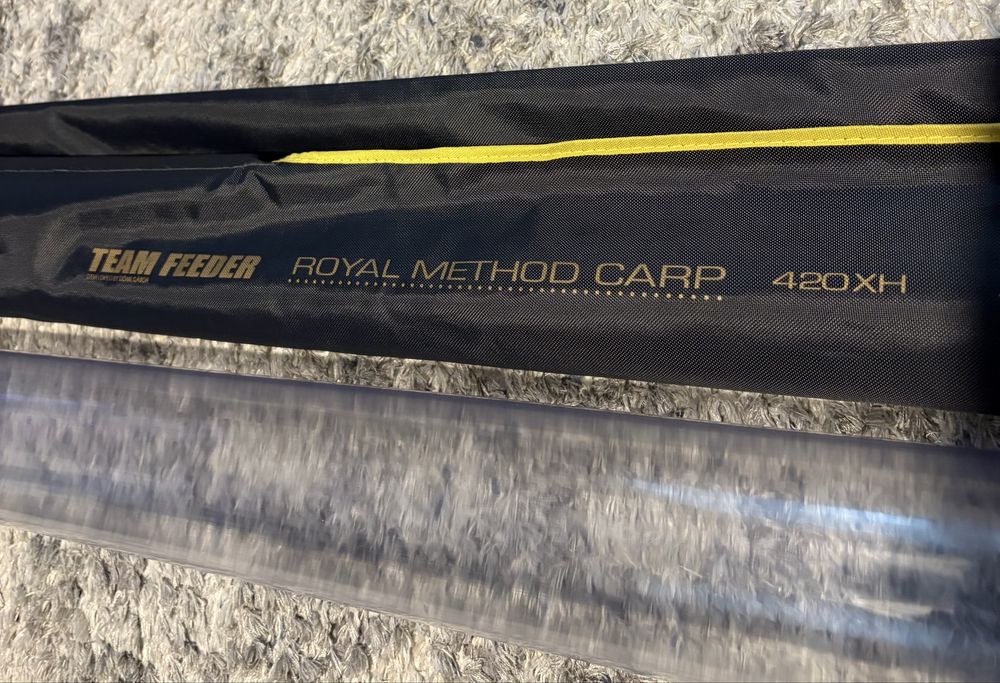 TEAM FEEDER
ROYAL METHOD CARP
420XH